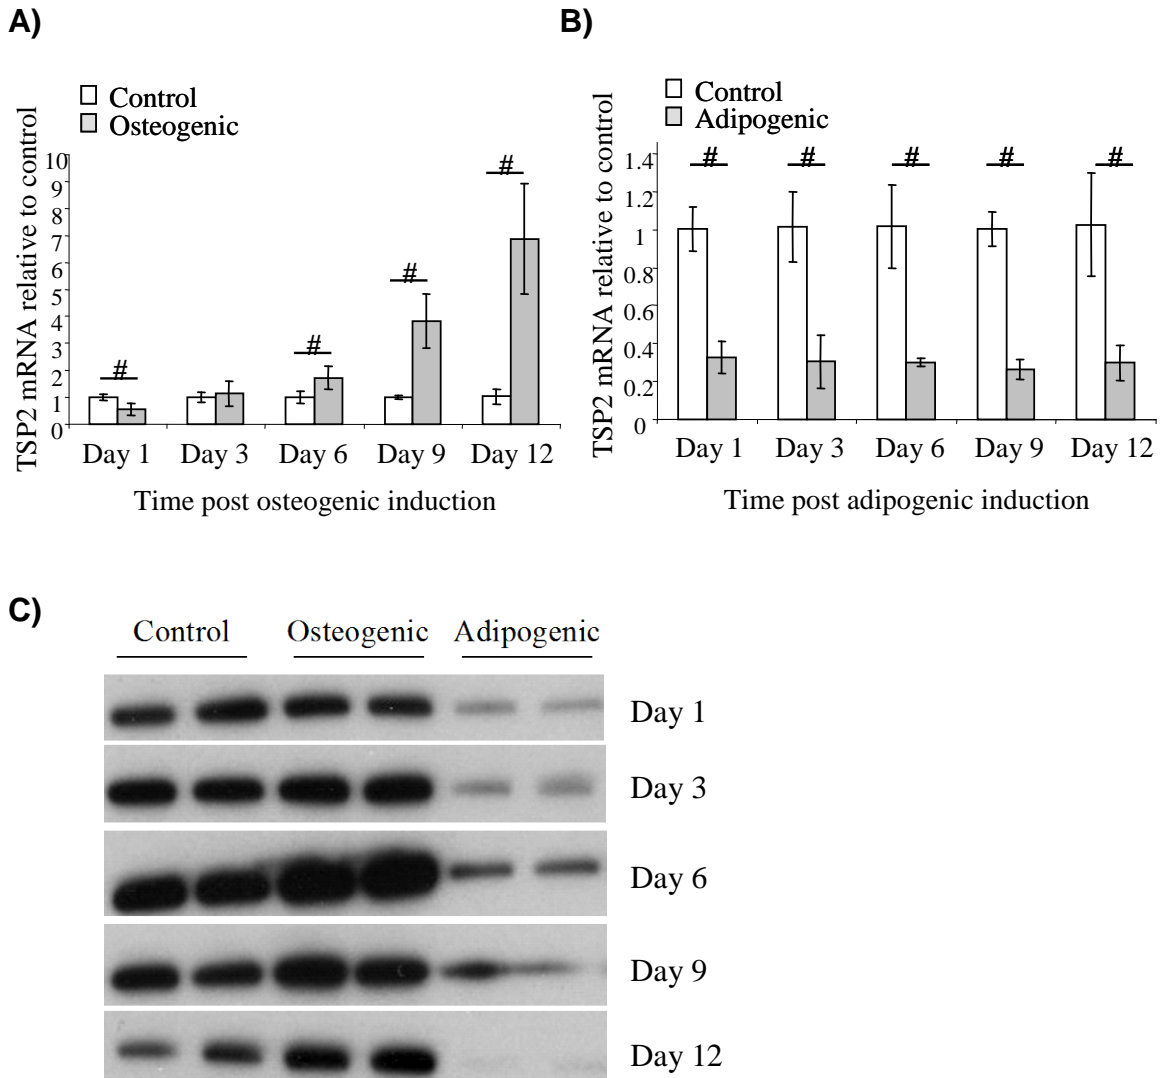 A)
Control
Osteogenic
TSP2 mRNA relative to control
10
9
8
7
6
5
4
3
2
1
0
#
#
#
#
Day 1 Day 3 Day 6 Day 9 Day 12
Time post osteogenic induction
B)
Control
Adipogenic
TSP2 mRNA relative to control
1.4
1.2
1
0.8
0.6
0.4
0.2
0
# # # # #
Day 1 Day 3 Day 6 Day 9 Day 12
Time post adipogenic induction
C)
Control Osteogenic Adipogenic
Day 1
Day 3
Day 6
Day 9
Day 12